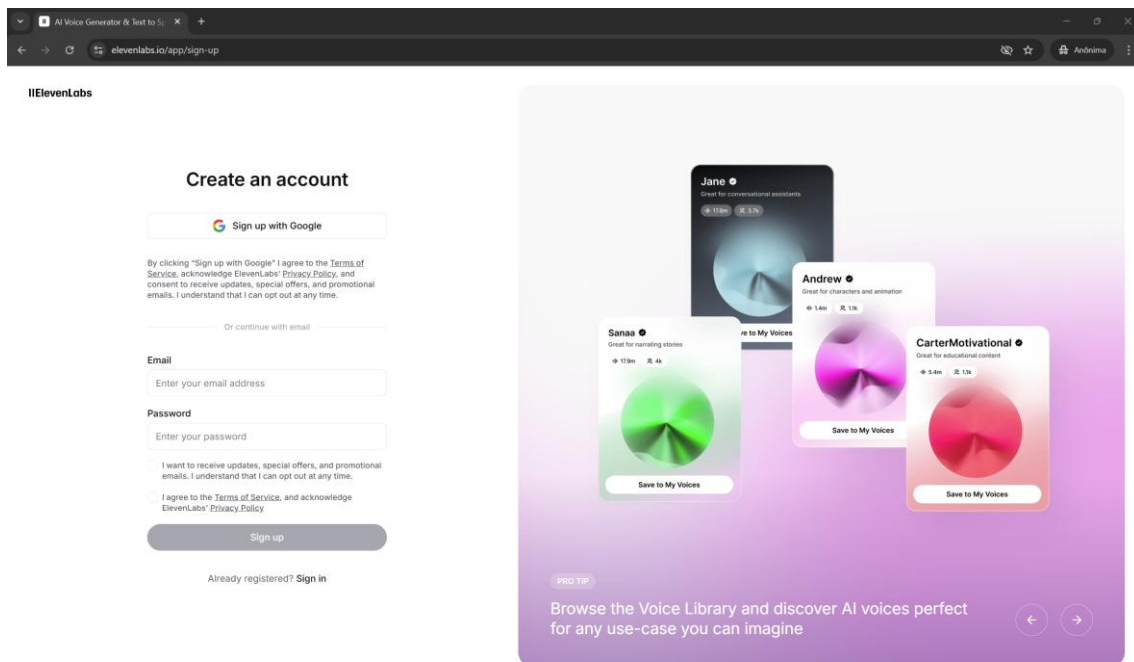 AI Voice Generator & Text to Sp
elevenlabs.io/app/sign-up
Anônima
IIElevenLabs
Create an account
Sign up with Google
By clicking "Sign up with Google" I agree to the Terms of
Service, acknowledge ElevenLabs' Privacy Policy, and
consent to receive updates, special offers, and promotional
emails. I understand that I can opt out at any time.
Or continue with email
Email
Enter your email address
Password
Enter your password
I want to receive updates, special offers, and promotional
emails. I understand that I can opt out at any time.
I agree to the Terms of Service, and acknowledge
ElevenLabs' Privacy Policy
Sign up
Already registered? Sign in
Jane
Great for conversational assistants
17.8m 3.7k
ve to My Voices
Andrew
Great for characters and animation
1.4m 1.1k
Save to My Voices
Sanaa
Great for narrating stories
17.9m 4k
Save to My Voices
CarterMotivational
Great for educational content
5.4m 1.1k
Save to My Voices
PRO TIP
Browse the Voice Library and discover AI voices perfect
for any use-case you can imagine